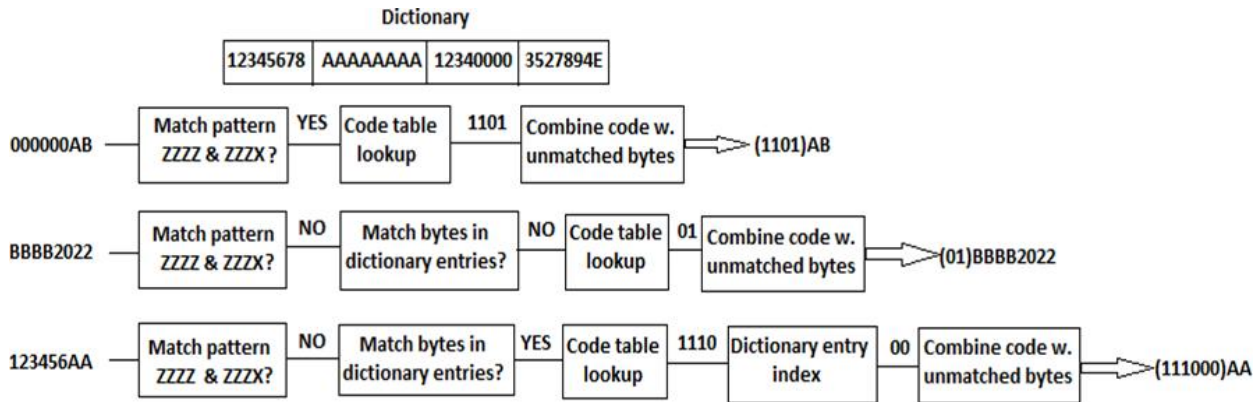 Dictionary
12345678 AAAAAAAA 12340000 3527894E
000000AB
Match pattern
ZZZZ & ZZZX?
YES
Code table
lookup
1101
Combine code w.
unmatched bytes
(1101)AB
BBBB2022
Match pattern
ZZZZ & ZZZX?
NO
Match bytes in
dictionary entries?
NO
Code table
lookup
01
Combine code w.
unmatched bytes
(01)BBBB2022
123456AA
Match pattern
ZZZZ & ZZZX?
NO
Match bytes in
dictionary entries?
YES
Code table
lookup
1110
Dictionary entry
index
00
Combine code w.
unmatched bytes
(111000)AA